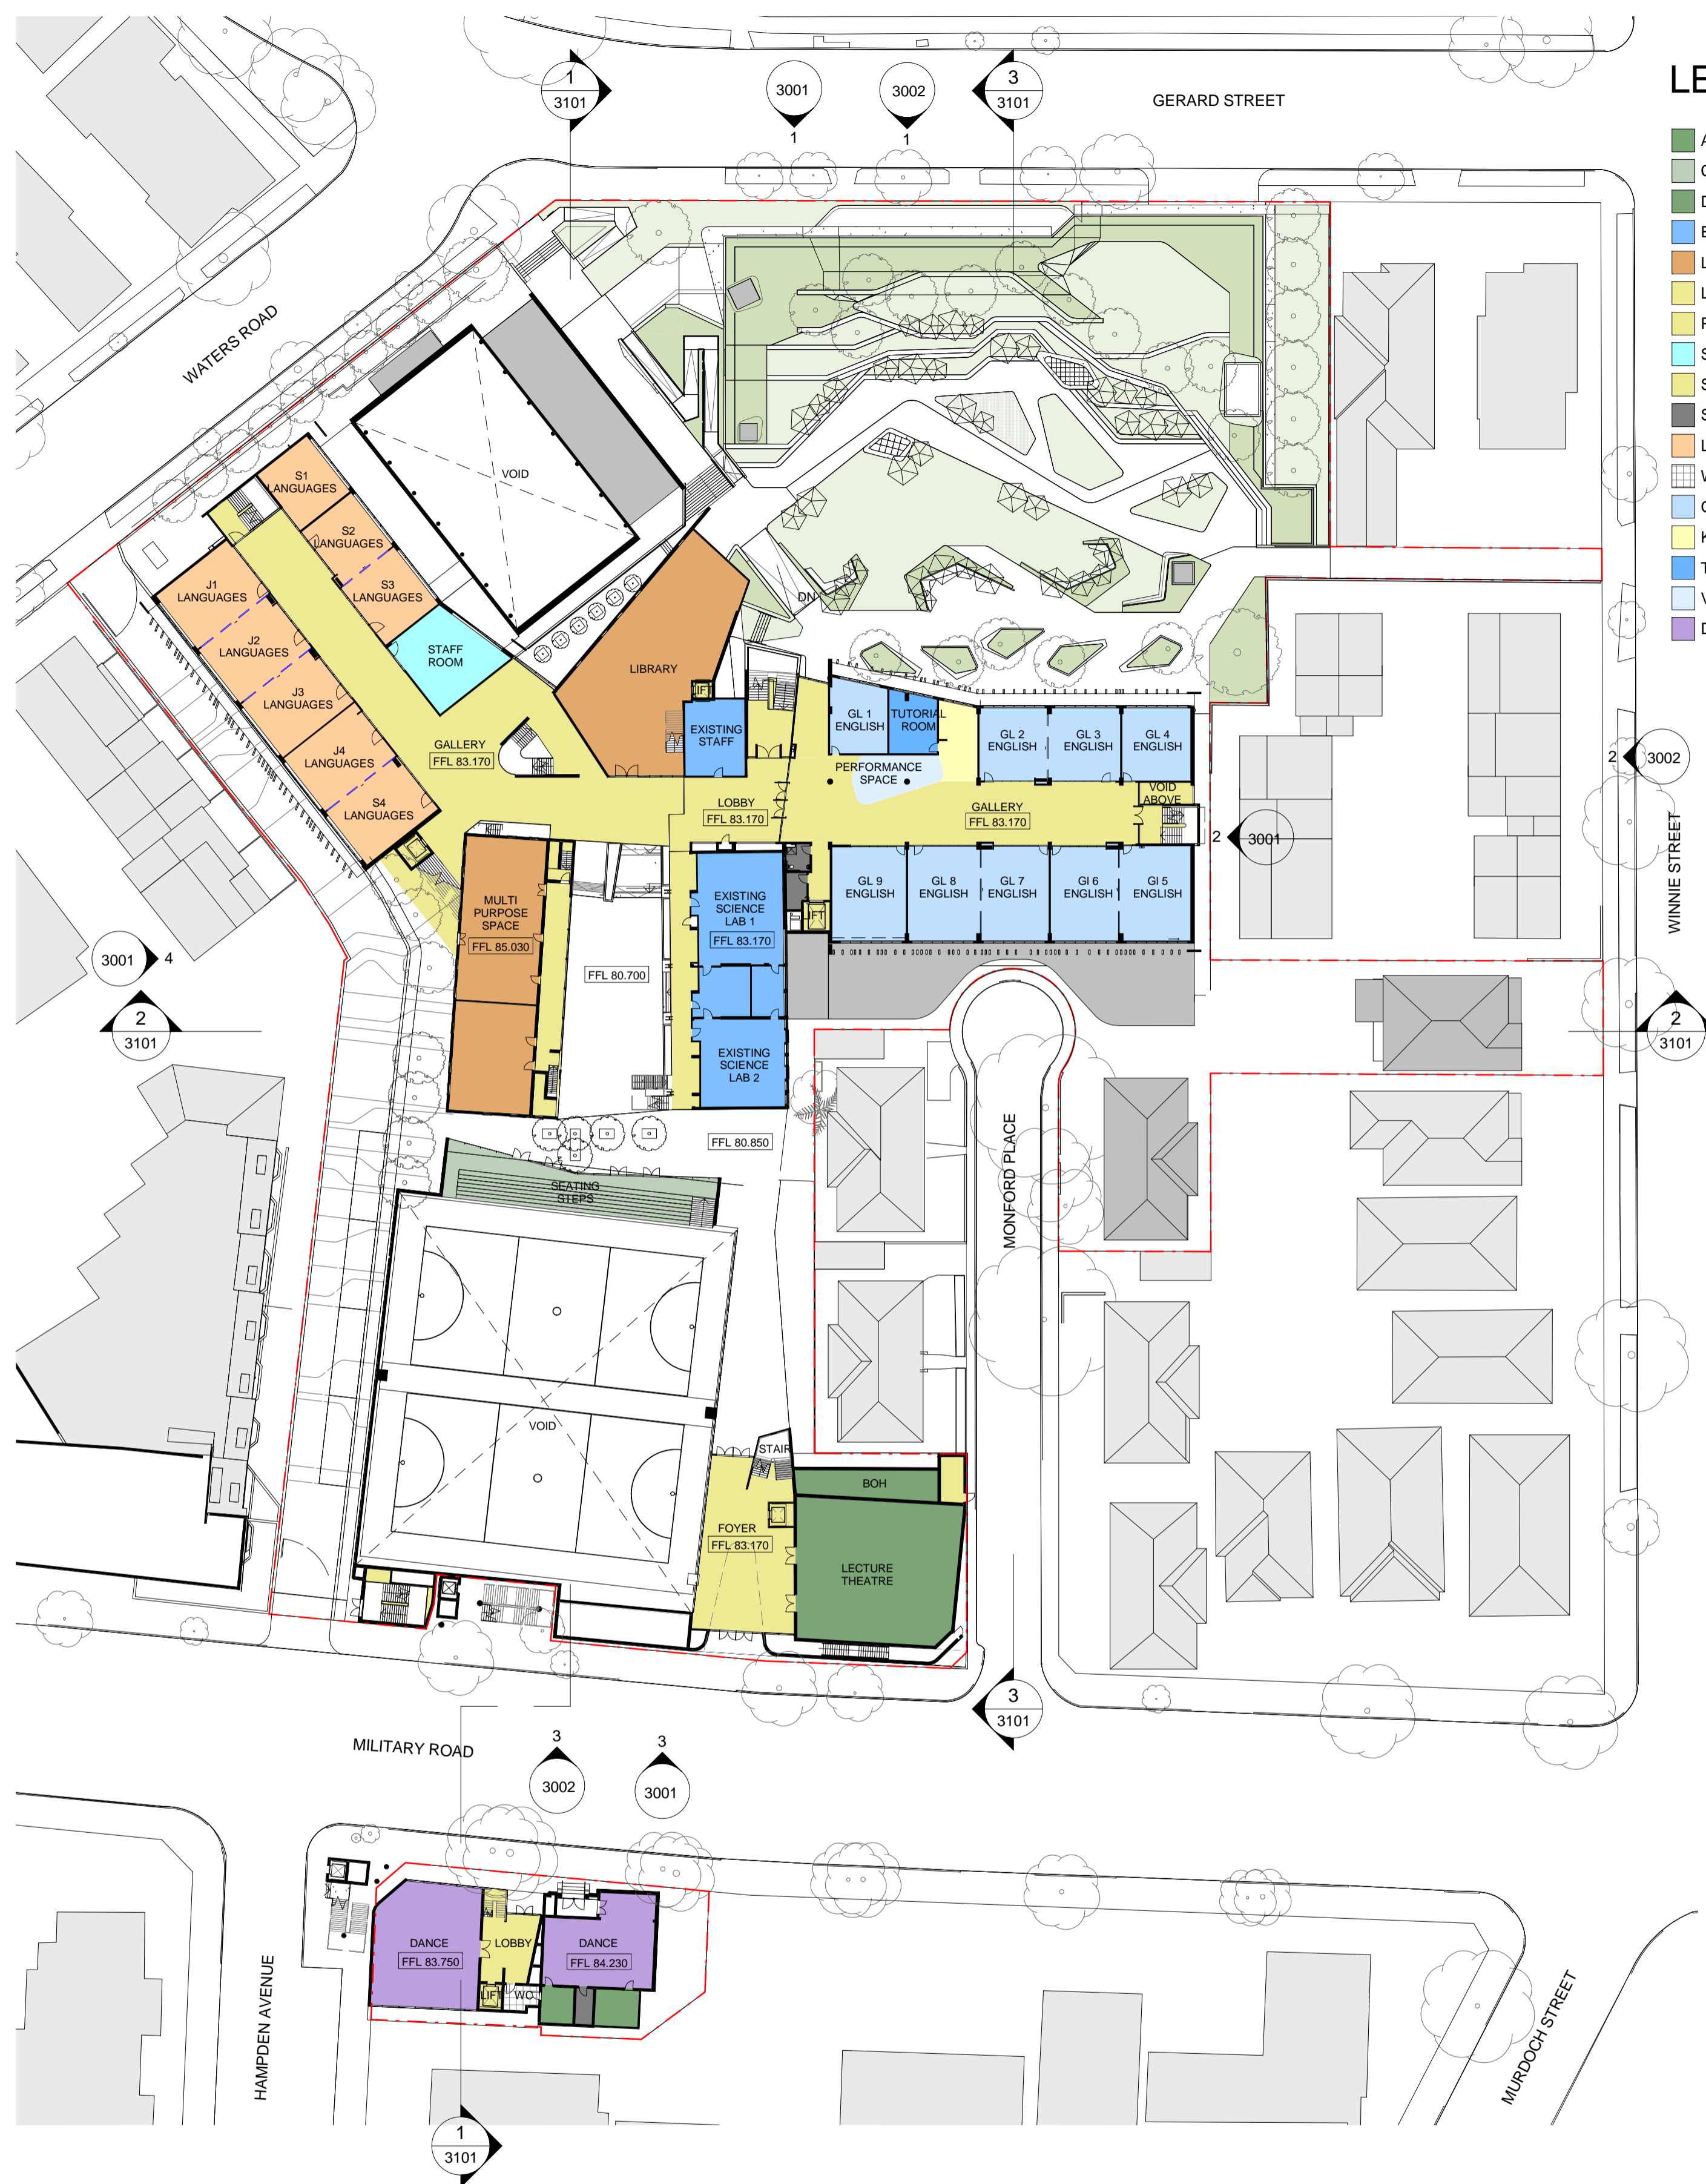 1
3101
3001
1
3002
1
3
3101
GERARD STREET
LE
A
C
D
E
L
L
F
S
S
S
L
W
C
K
T
V
D
WATERS ROAD
VOID
S1
LANGUAGES
S2
LANGUAGES
S3
LANGUAGES
J1
LANGUAGES
J2
LANGUAGES
J3
LANGUAGES
J4
LANGUAGES
S4
LANGUAGES
STAFF
ROOM
DN
LIBRARY
LIFT
EXISTING
STAFF
GALLERY
FFL 83.170
LOBBY
FFL 83.170
GL 1
ENGLISH
TUTORIAL
ROOM
GL 2
ENGLISH
GL 3
ENGLISH
GL 4
ENGLISH
PERFORMANCE
SPACE
VOID
ABOVE
GALLERY
FFL 83.170
2
3002
2
3001
WINNIE STREET
MULTI
PURPOSE
SPACE
FFL 85.030
EXISTING
SCIENCE
LAB 1
FFL 83.170
LIFT
GL 9
ENGLISH
GL 8
ENGLISH
GL 7
ENGLISH
Gl 6
ENGLISH
Gl 5
ENGLISH
3001
4
2
3101
FFL 80.700
2
3101
EXISTING
SCIENCE
LAB 2
FFL 80.850
MONFORD PLACE
SEATING
STEPS
VOID
STAIR
BOH
FOYER
FFL 83.170
LECTURE
THEATRE
3
3101
MILITARY ROAD
3
3002
3
3001
DANCE
FFL 83.750
LOBBY
DANCE
FFL 84.230
LIFT
WC
HAMPDEN AVENUE
MURDOCH STREET
1
3101